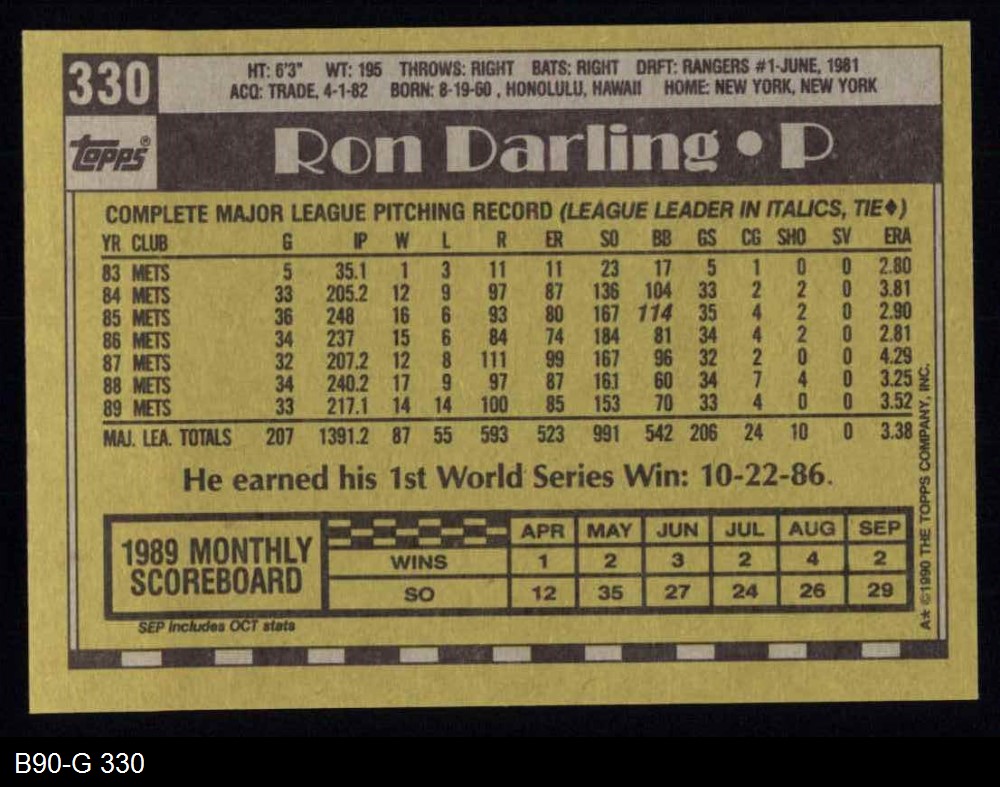 330
HT: 6'3" WT: 195 THROWS: RIGHT BATS: RIGHT DRFT: RANGERS #1-JUNE, 1981
ACQ: TRADE, 4-1-82 BORN: 8-19-60 , HONOLULU, HAWAII HOME: NEW YORK, NEW YORK
topps®
Ron Darling • P
COMPLETE MAJOR LEAGUE PITCHING RECORD (LEAGUE LEADER IN ITALICS, TIE♦)
YR CLUB G IP W L R ER SO BB GS CG SHO SV ERA
83 METS 5 35.1 1 3 11 11 23 17 5 1 0 0 2.80
84 METS 33 205.2 12 9 97 87 136 104 33 2 2 0 3.81
85 METS 36 248 16 6 93 80 167 114 35 4 2 0 2.90
86 METS 34 237 15 6 84 74 184 81 34 4 2 0 2.81
87 METS 32 207.2 12 8 111 99 167 96 32 2 0 0 4.29
88 METS 34 240.2 17 9 97 87 161 60 34 7 4 0 3.25
89 METS 33 217.1 14 14 100 85 153 70 33 4 0 0 3.52
MAJ. LEA. TOTALS 207 1391.2 87 55 593 523 991 542 206 24 10 0 3.38
He earned his 1st World Series Win: 10-22-86.
1989 MONTHLY
SCOREBOARD
APR MAY JUN JUL AUG SEP
WINS 1 2 3 2 4 2
SO 12 35 27 24 26 29
SEP Includes OCT stats
A★ ©1990 THE TOPPS COMPANY, INC.
B90-G 330